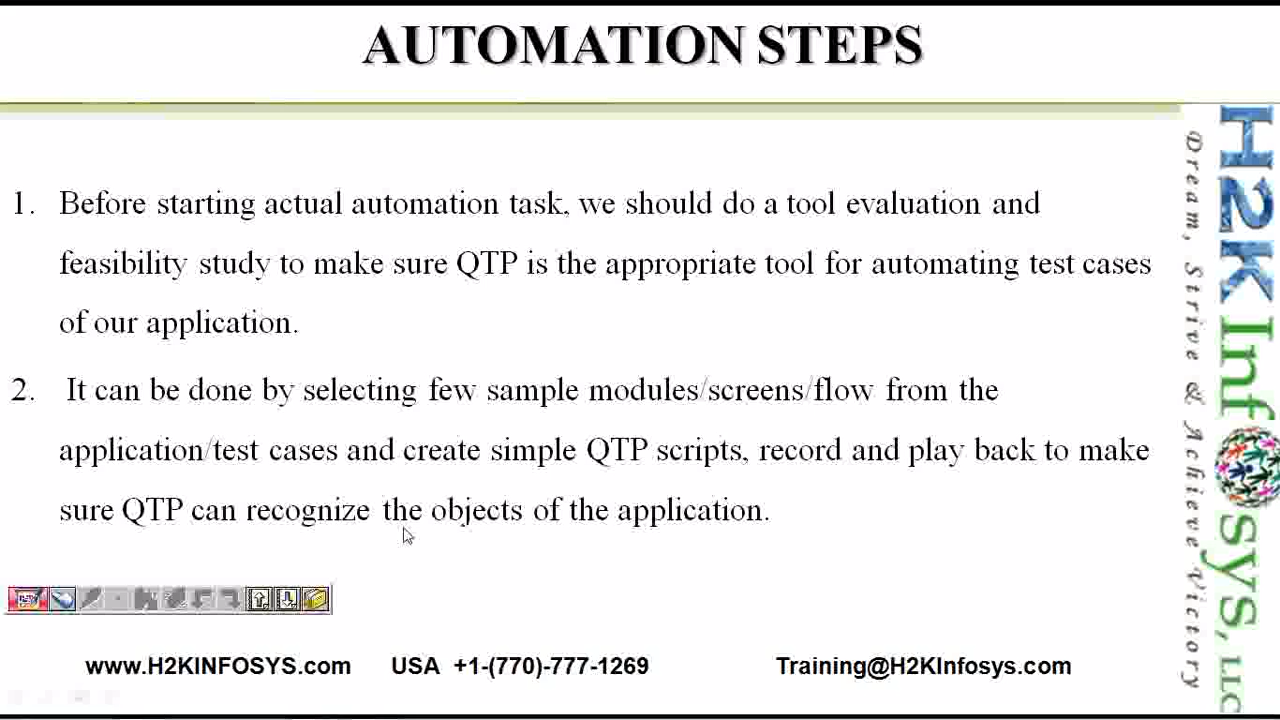 AUTOMATION STEPS
1. Before starting actual automation task, we should do a tool evaluation and
feasibility study to make sure QTP is the appropriate tool for automating test cases
of our application.
2. It can be done by selecting few sample modules/screens/flow from the
application/test cases and create simple QTP scripts, record and play back to make
sure QTP can recognize the objects of the application.
www.H2KINFOSYS.com USA +1-(770)-777-1269 Training@H2KInfosys.com
Dream, Strive & Achieve Victory
H2K Infosys, LLC